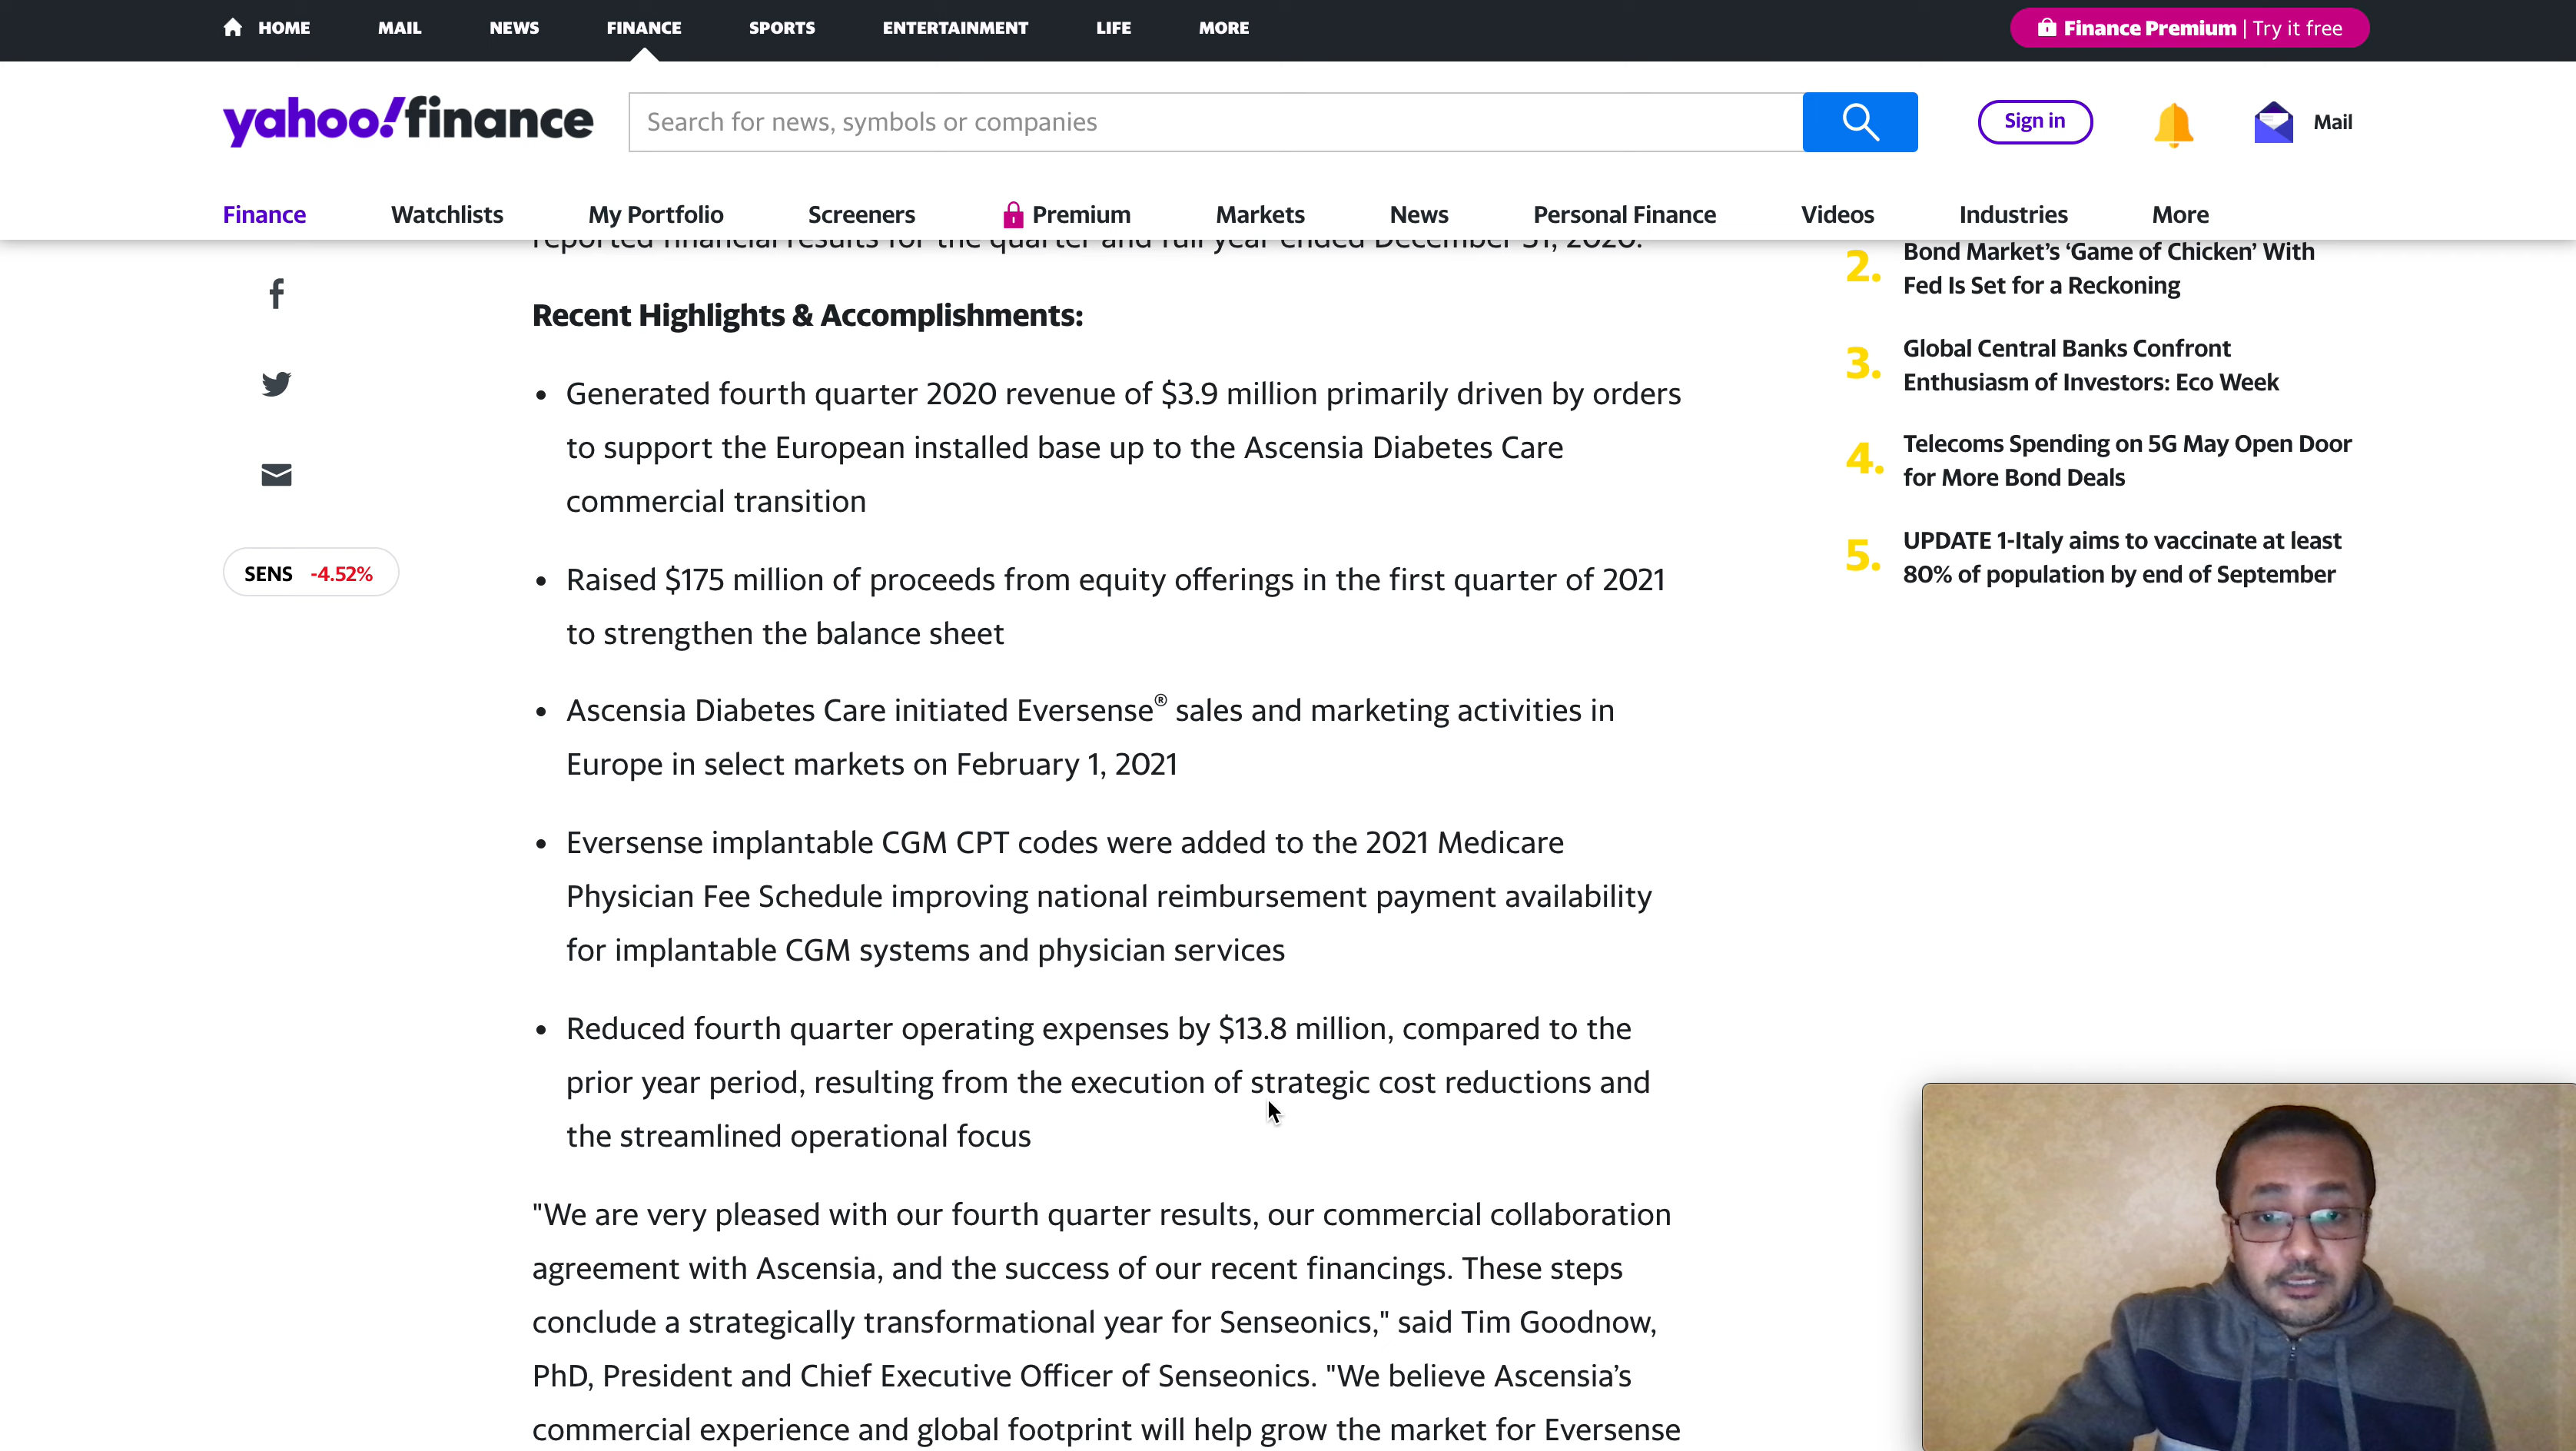 HOME MAIL NEWS FINANCE SPORTS ENTERTAINMENT LIFE MORE Finance Premium | Try it free
yahoo!finance Search for news, symbols or companies Sign in Mail
Finance Watchlists My Portfolio Screeners Premium Markets News Personal Finance Videos Industries More
reported financial results for the quarter and full year ended December 31, 2020.
Recent Highlights & Accomplishments:
• Generated fourth quarter 2020 revenue of $3.9 million primarily driven by orders
to support the European installed base up to the Ascensia Diabetes Care
commercial transition
• Raised $175 million of proceeds from equity offerings in the first quarter of 2021
to strengthen the balance sheet
• Ascensia Diabetes Care initiated Eversense® sales and marketing activities in
Europe in select markets on February 1, 2021
• Eversense implantable CGM CPT codes were added to the 2021 Medicare
Physician Fee Schedule improving national reimbursement payment availability
for implantable CGM systems and physician services
• Reduced fourth quarter operating expenses by $13.8 million, compared to the
prior year period, resulting from the execution of strategic cost reductions and
the streamlined operational focus
"We are very pleased with our fourth quarter results, our commercial collaboration
agreement with Ascensia, and the success of our recent financings. These steps
conclude a strategically transformational year for Senseonics," said Tim Goodnow,
PhD, President and Chief Executive Officer of Senseonics. "We believe Ascensia’s
commercial experience and global footprint will help grow the market for Eversense
SENS -4.52%
2. Bond Market’s ‘Game of Chicken’ With
Fed Is Set for a Reckoning
3. Global Central Banks Confront
Enthusiasm of Investors: Eco Week
4. Telecoms Spending on 5G May Open Door
for More Bond Deals
5. UPDATE 1-Italy aims to vaccinate at least
80% of population by end of September